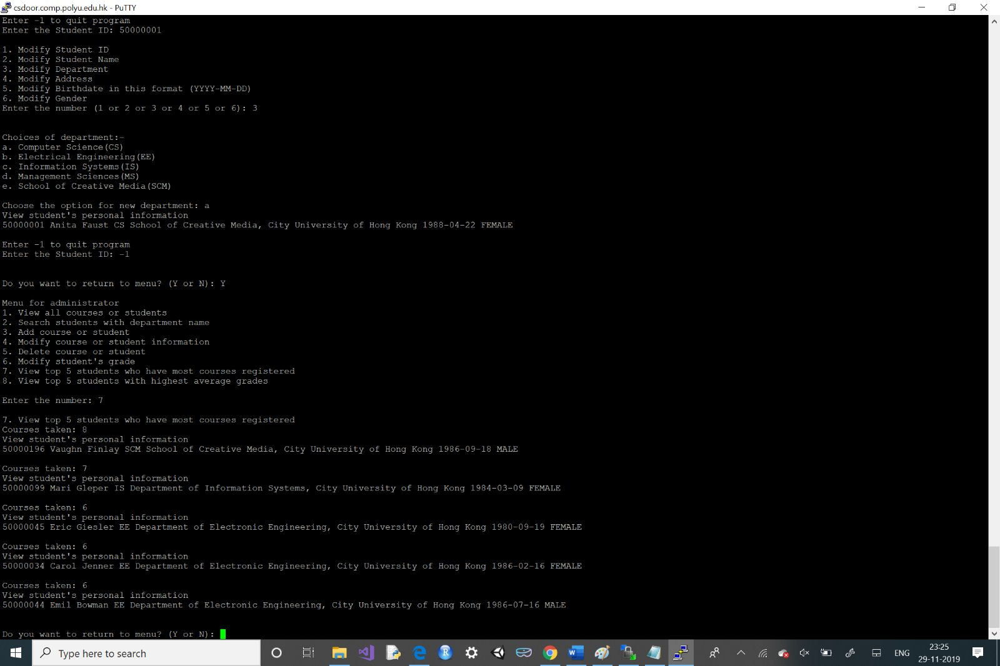 csdoor.comp.polyu.edu.hk - PuTTY
Enter -1 to quit program
Enter the Student ID: 50000001
1. Modify Student ID
2. Modify Student Name
3. Modify Department
4. Modify Address
5. Modify Birthdate in this format (YYYY-MM-DD)
6. Modify Gender
Enter the number (1 or 2 or 3 or 4 or 5 or 6): 3
Choices of department:-
a. Computer Science(CS)
b. Electrical Engineering(EE)
c. Information Systems(IS)
d. Management Sciences(MS)
e. School of Creative Media(SCM)
Choose the option for new department: a
View student's personal information
50000001 Anita Faust CS School of Creative Media, City University of Hong Kong 1988-04-22 FEMALE
Enter -1 to quit program
Enter the Student ID: -1
Do you want to return to menu? (Y or N): Y
Menu for administrator
1. View all courses or students
2. Search students with department name
3. Add course or student
4. Modify course or student information
5. Delete course or student
6. Modify student's grade
7. View top 5 students who have most courses registered
8. View top 5 students with highest average grades
Enter the number: 7
7. View top 5 students who have most courses registered
Courses taken: 8
View student's personal information
50000196 Vaughn Finlay SCM School of Creative Media, City University of Hong Kong 1986-09-18 MALE
Courses taken: 7
View student's personal information
50000099 Mari Gleper IS Department of Information Systems, City University of Hong Kong 1984-03-09 FEMALE
Courses taken: 6
View student's personal information
50000045 Eric Giesler EE Department of Electronic Engineering, City University of Hong Kong 1980-09-19 FEMALE
Courses taken: 6
View student's personal information
50000034 Carol Jenner EE Department of Electronic Engineering, City University of Hong Kong 1986-02-16 FEMALE
Courses taken: 6
View student's personal information
50000044 Emil Bowman EE Department of Electronic Engineering, City University of Hong Kong 1986-07-16 MALE
Do you want to return to menu? (Y or N):
Type here to search
ENG
23:25
29-11-2019